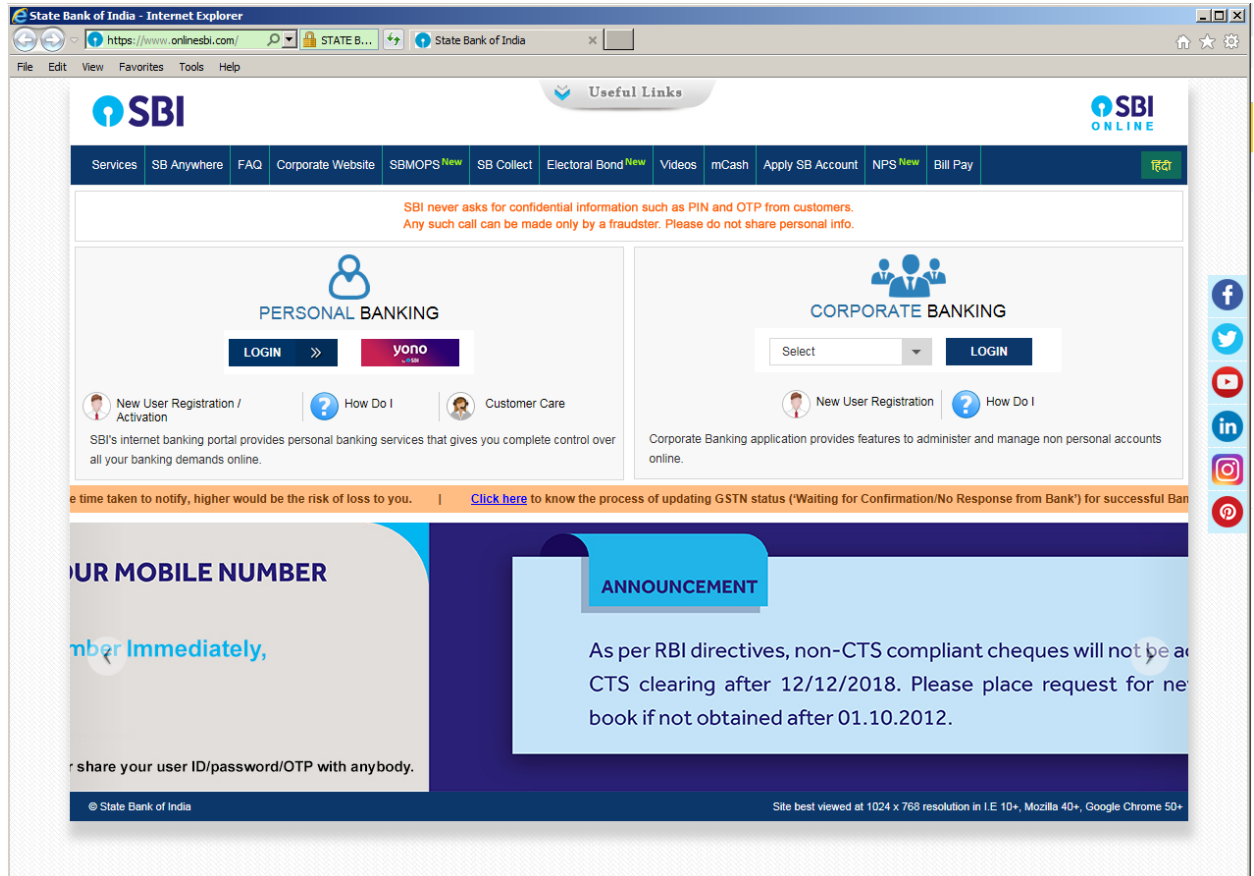 State Bank of India - Internet Explorer
https://www.onlinesbi.com/ STATE B... State Bank of India
File Edit View Favorites Tools Help
Useful Links
SBI
SBI
ONLINE
Services SB Anywhere FAQ Corporate Website SBMOPS New SB Collect Electoral Bond New Videos mCash Apply SB Account NPS New Bill Pay हिंदी
SBI never asks for confidential information such as PIN and OTP from customers.
Any such call can be made only by a fraudster. Please do not share personal info.
PERSONAL BANKING
LOGIN » yono
by SBI
New User Registration /
Activation
How Do I
Customer Care
SBI's internet banking portal provides personal banking services that gives you complete control over
all your banking demands online.
CORPORATE BANKING
Select LOGIN
New User Registration
How Do I
Corporate Banking application provides features to administer and manage non personal accounts
online.
e time taken to notify, higher would be the risk of loss to you. | Click here to know the process of updating GSTN status ('Waiting for Confirmation/No Response from Bank') for successful Ban
OUR MOBILE NUMBER
mber Immediately,
r share your user ID/password/OTP with anybody.
ANNOUNCEMENT
As per RBI directives, non-CTS compliant cheques will not be ac
CTS clearing after 12/12/2018. Please place request for ne
book if not obtained after 01.10.2012.
© State Bank of India
Site best viewed at 1024 x 768 resolution in I.E 10+, Mozilla 40+, Google Chrome 50+